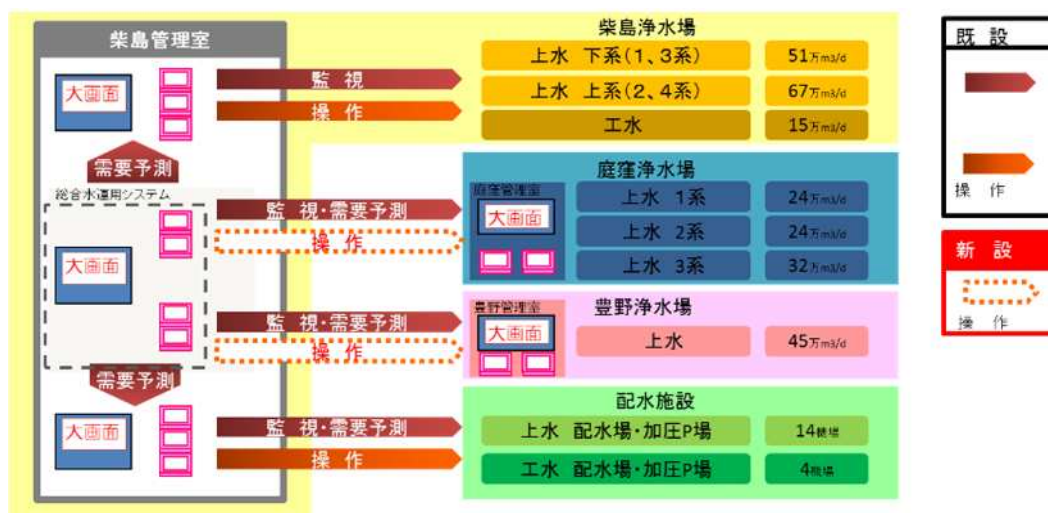 柴島管理室
大画面
監 視
操 作
需要予測
総合水運用システム
大画面
監 視・需要予測
操 作
監 視・需要予測
操 作
需要予測
大画面
監 視・需要予測
操 作
柴島浄水場
上水 下系(1、3系) 51万m3/d
上水 上系(2、4系) 67万m3/d
工水 15万m3/d
庭窪浄水場
庭窪管理室
大画面
上水 1系 24万m3/d
上水 2系 24万m3/d
上水 3系 32万m3/d
豊野浄水場
豊野管理室
大画面
上水 45万m3/d
配水施設
上水 配水場・加圧P場 14機場
工水 配水場・加圧P場 4機場
既 設
操 作
新 設
操 作